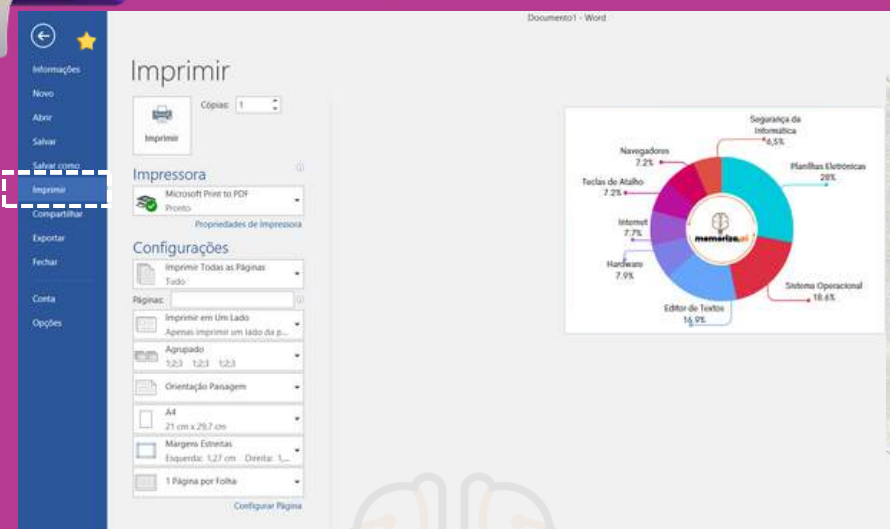 Documento1 - Word
Informações
Novo
Abrir
Salvar
Salvar como
Imprimir
Compartilhar
Exportar
Fechar
Conta
Opções
Imprimir
Cópias: 1
Imprimir
Impressora
Microsoft Print to PDF
Pronto
Propriedades de Impressora
Configurações
Imprimir Todas as Páginas
Tudo
Páginas:
Imprimir em Um Lado
Apenas imprimir um lado da p...
Agrupado
1;2;3 1;2;3 1;2;3
Orientação Paisagem
A4
21 cm x 29,7 cm
Margens Estreitas
Esquerda: 1,27 cm Direita: 1,...
1 Página por Folha
Configurar Página
Segurança da
Informática
6,5%
Navegadores
7.2%
Planilhas Eletrônicas
28%
Teclas de Atalho
7.2%
Internet
7.7%
memorize.ai
Hardware
7.9%
Sistema Operacional
18.6%
Editor de Textos
16.9%